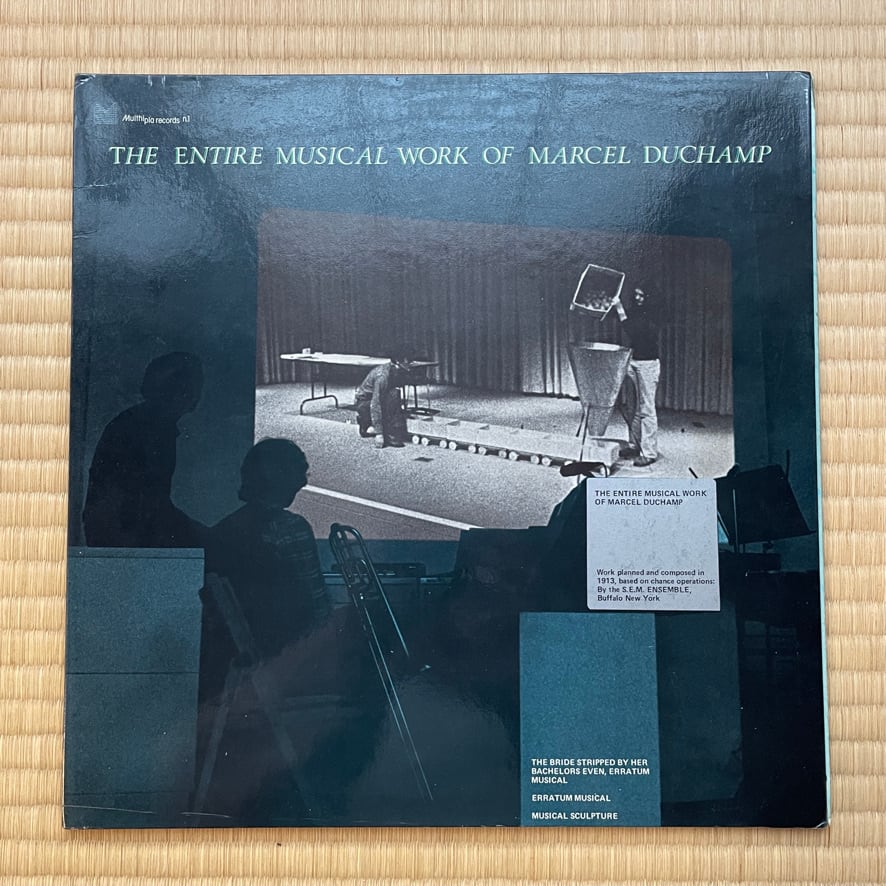 Multhipla records n.1
THE ENTIRE MUSICAL WORK OF MARCEL DUCHAMP
THE ENTIRE MUSICAL WORK
OF MARCEL DUCHAMP
Work planned and composed in
1913, based on chance operations:
By the S.E.M. ENSEMBLE,
Buffalo New York
THE BRIDE STRIPPED BY HER
BACHELORS EVEN, ERRATUM
MUSICAL
ERRATUM MUSICAL
MUSICAL SCULPTURE